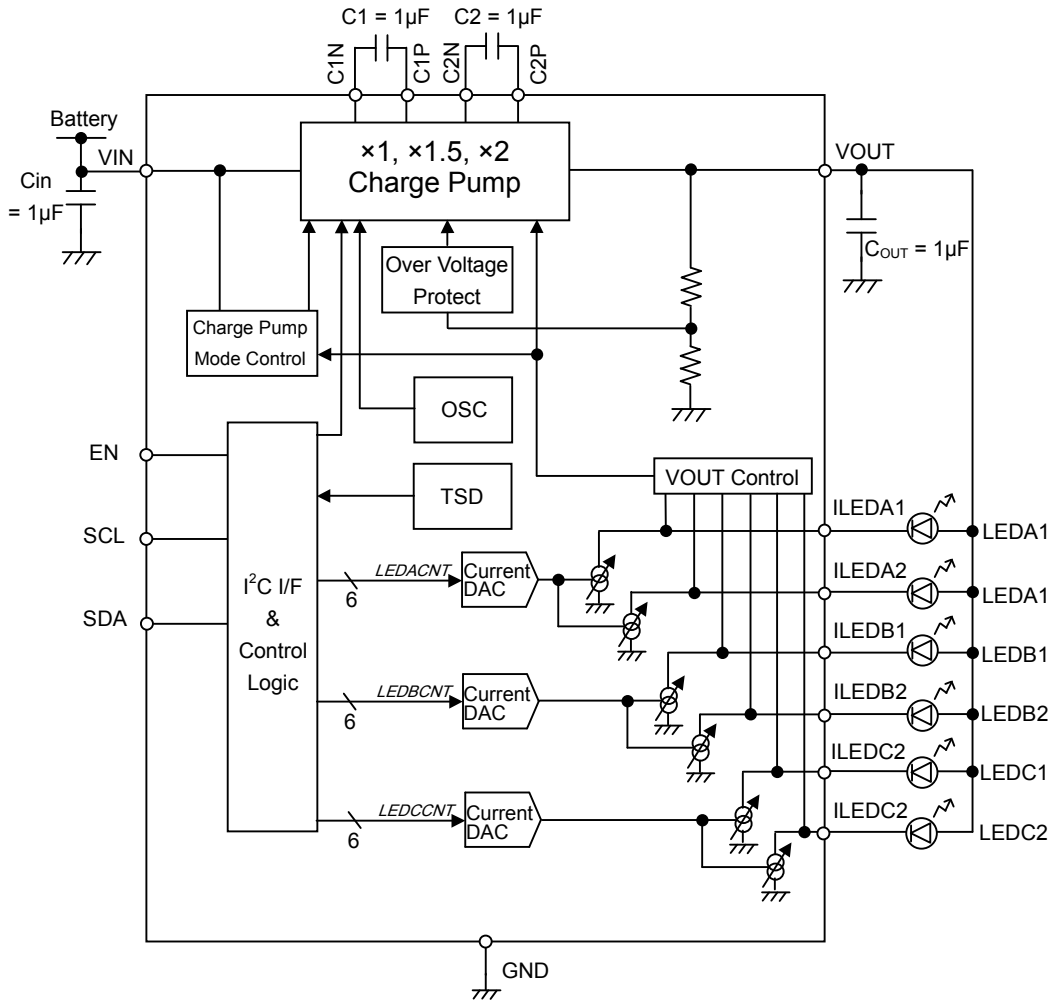 C1 = 1µF
C2 = 1µF
C1N
C1P
C2N
C2P
Battery
VIN
Cin
= 1µF
×1, ×1.5, ×2
Charge Pump
VOUT
COUT = 1µF
Over Voltage
Protect
Charge Pump
Mode Control
OSC
EN
TSD
VOUT Control
SCL
SDA
I²C I/F
&
Control
Logic
LEDACNT
6
Current
DAC
LEDBCNT
6
Current
DAC
LEDCCNT
6
Current
DAC
ILEDA1
LEDA1
ILEDA2
LEDA1
ILEDB1
LEDB1
ILEDB2
LEDB2
ILEDC2
LEDC1
ILEDC2
LEDC2
GND